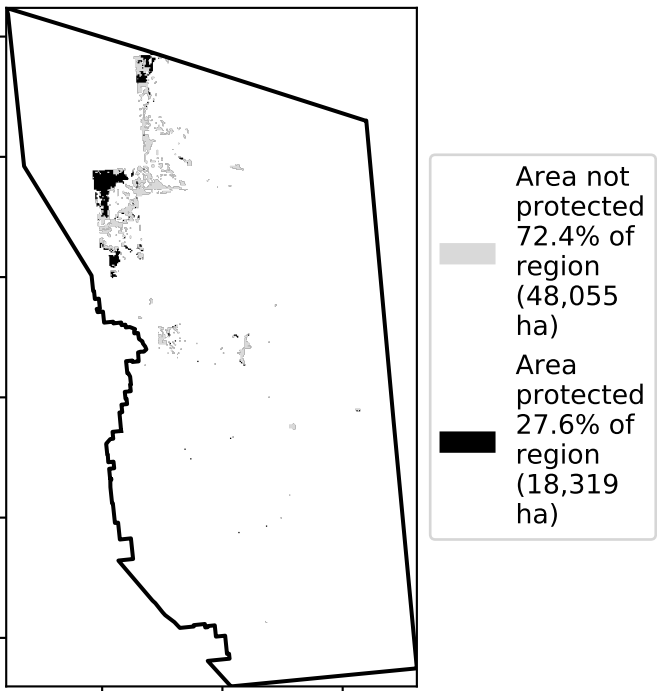 Area not
protected
72.4% of
region
(48,055
ha)
Area
protected
27.6% of
region
(18,319
ha)